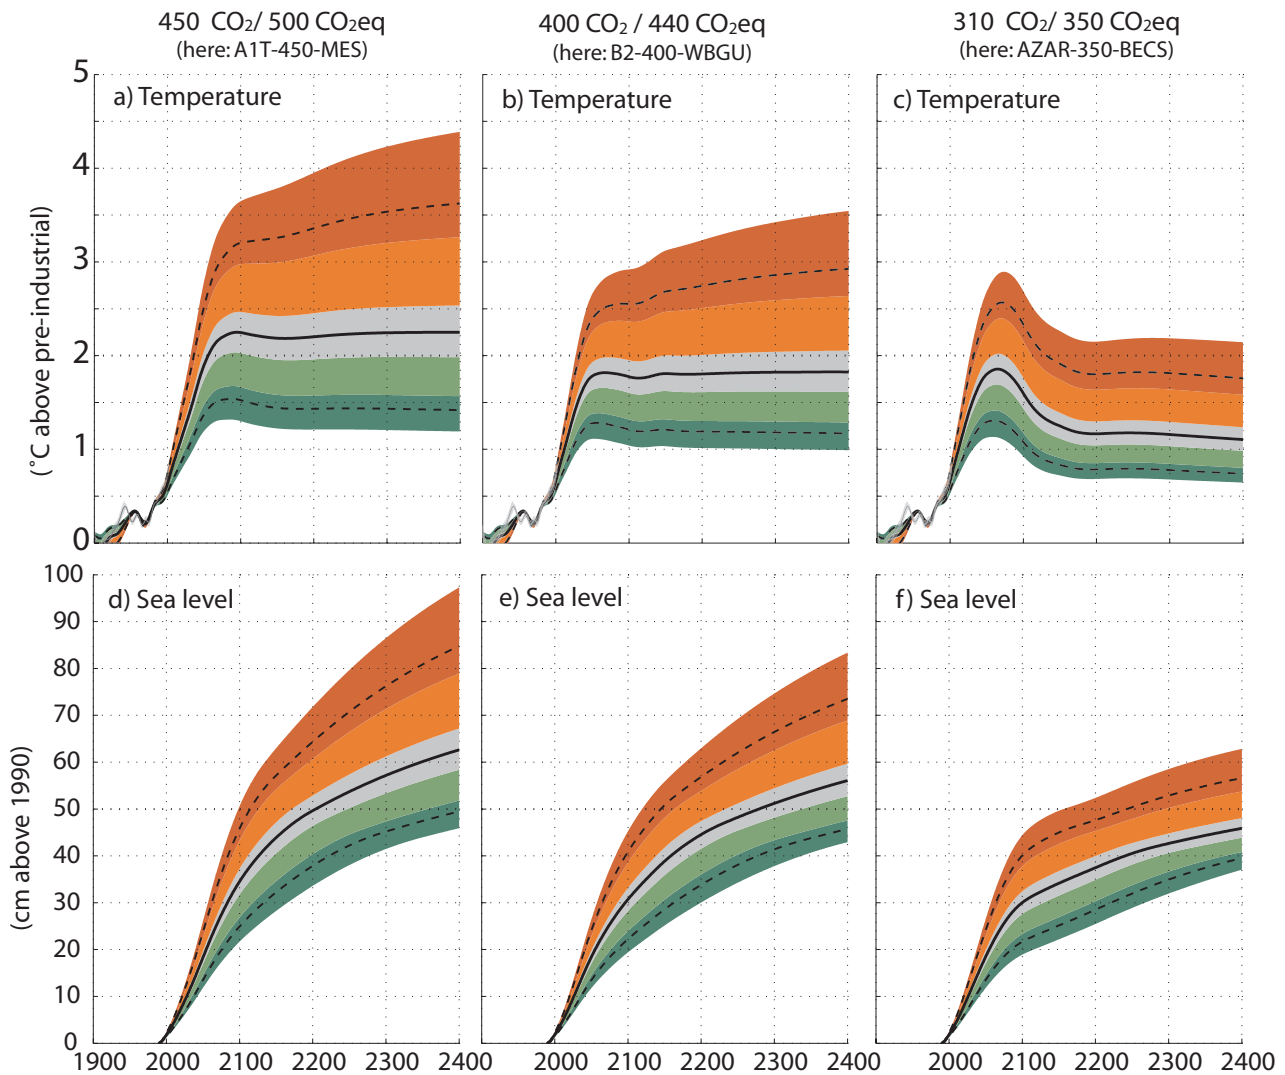 450 CO₂/ 500 CO₂eq
(here: A1T-450-MES)
400 CO₂ / 440 CO₂eq
(here: B2-400-WBGU)
310 CO₂/ 350 CO₂eq
(here: AZAR-350-BECS)
a) Temperature
b) Temperature
c) Temperature
(˚C above pre-industrial)
5
4
3
2
1
0
d) Sea level
e) Sea level
f) Sea level
(cm above 1990)
100
90
80
70
60
50
40
30
20
10
0
1900 2000 2100 2200 2300 2400
2000 2100 2200 2300 2400
2000 2100 2200 2300 2400